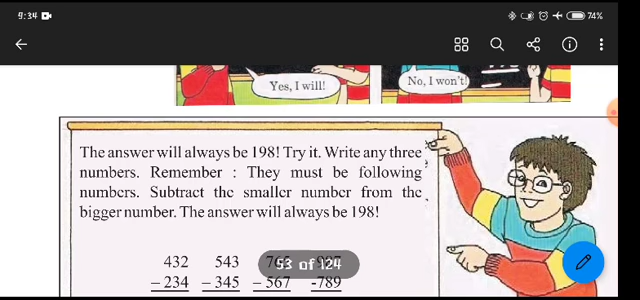 9:34
74%
Yes, I will!
No, I won't!
The answer will always be 198! Try it. Write any three
numbers. Remember : They must be following
numbers. Subtract the smaller number from the
bigger number. The answer will always be 198!
53 of 124
432 543
- 234 - 345 - 567 -789